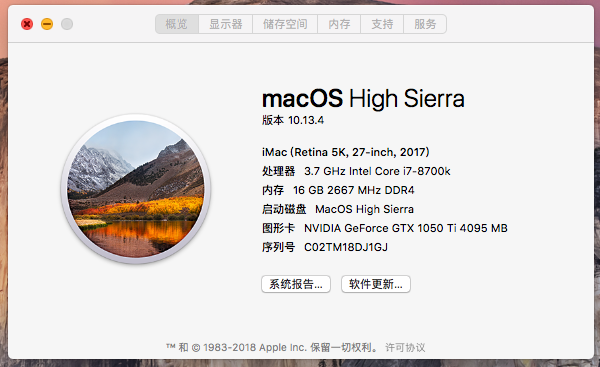 概览 显示器 储存空间 内存 支持 服务
macOS High Sierra
版本 10.13.4
iMac (Retina 5K, 27-inch, 2017)
处理器 3.7 GHz Intel Core i7-8700k
内存 16 GB 2667 MHz DDR4
启动磁盘 MacOS High Sierra
图形卡 NVIDIA GeForce GTX 1050 Ti 4095 MB
序列号 C02TM18DJ1GJ
系统报告... 软件更新...
™ 和 © 1983-2018 Apple Inc. 保留一切权利。 许可协议